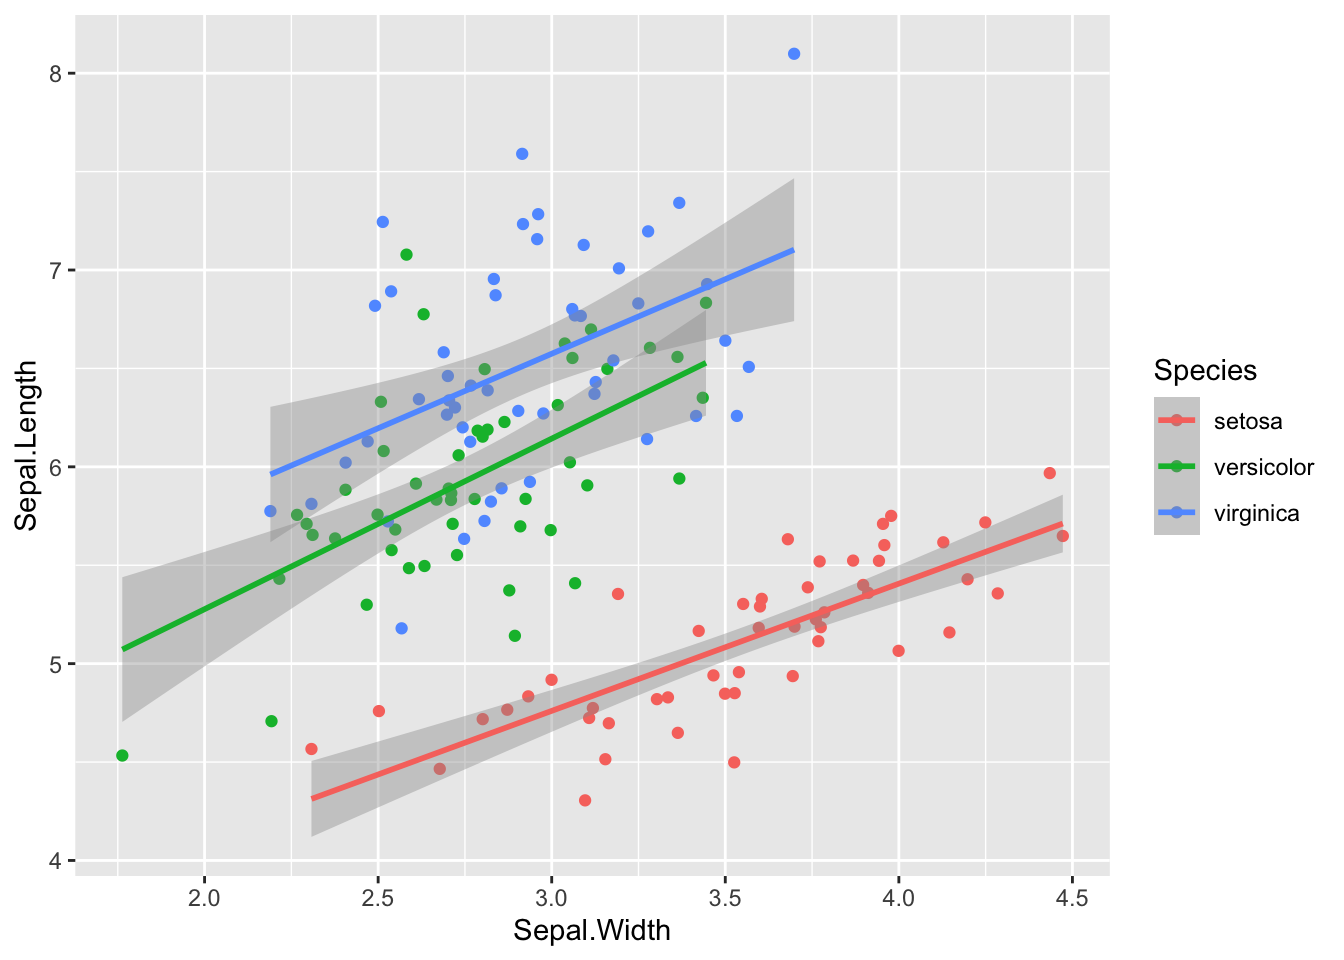 8
7
6
5
4
Sepal.Length
2.0 2.5 3.0 3.5 4.0 4.5
Sepal.Width
Species
setosa
versicolor
virginica